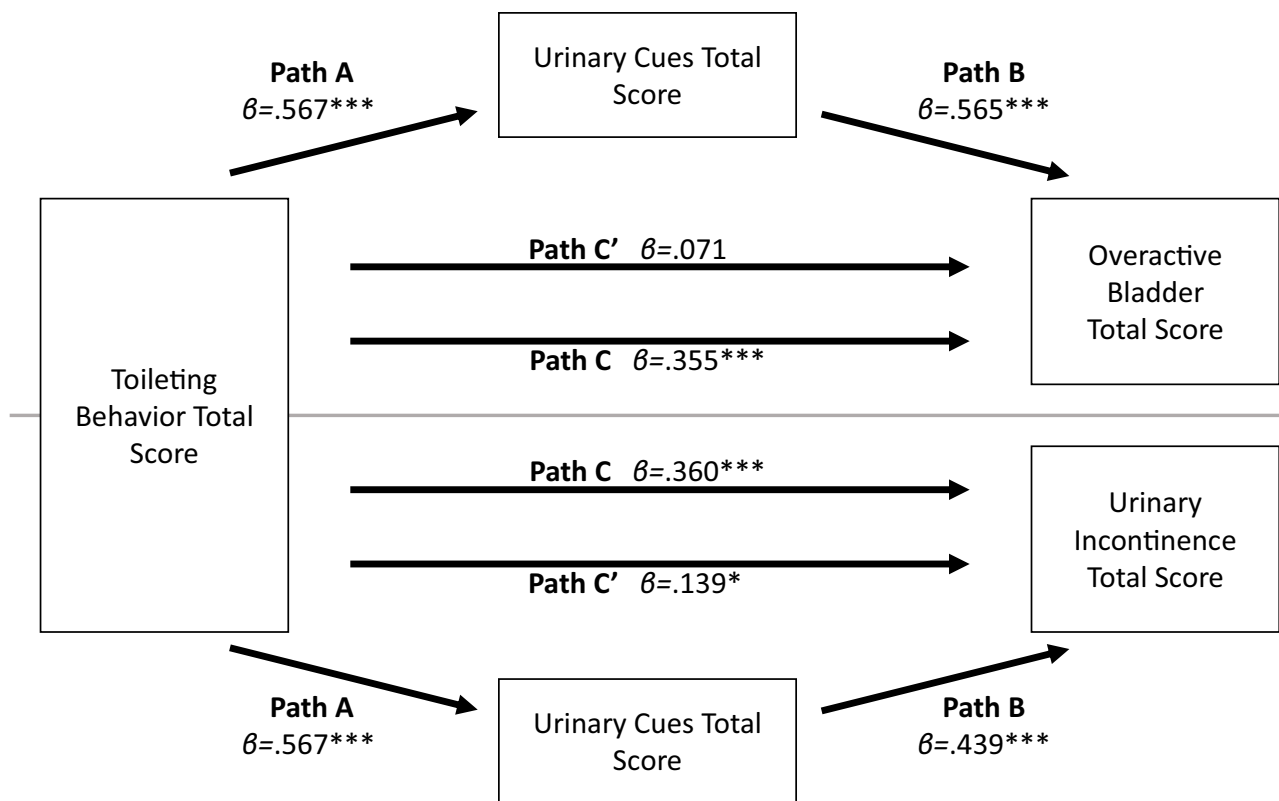 Urinary Cues Total
Score
Path A
β=.567***
Path B
β=.565***
Path C’ β=.071
Path C β=.355***
Overactive
Bladder
Total Score
Toileting
Behavior Total
Score
Path C β=.360***
Path C’ β=.139*
Urinary
Incontinence
Total Score
Path A
β=.567***
Urinary Cues Total
Score
Path B
β=.439***